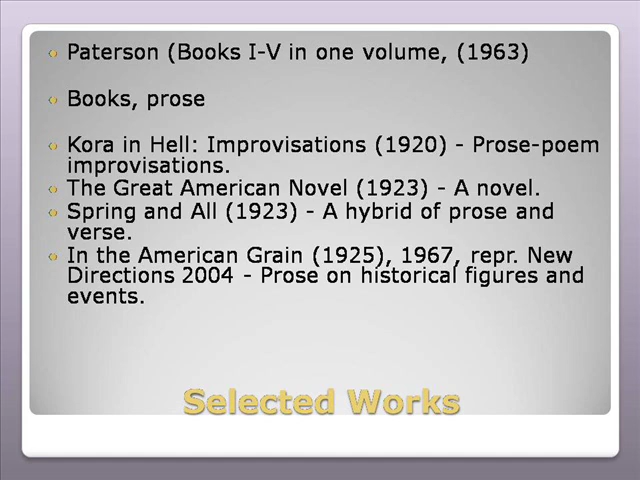 Paterson (Books I-V in one volume, (1963)
Books, prose
Kora in Hell: Improvisations (1920) - Prose-poem
improvisations.
The Great American Novel (1923) - A novel.
Spring and All (1923) - A hybrid of prose and
verse.
In the American Grain (1925), 1967, repr. New
Directions 2004 - Prose on historical figures and
events.
Selected Works